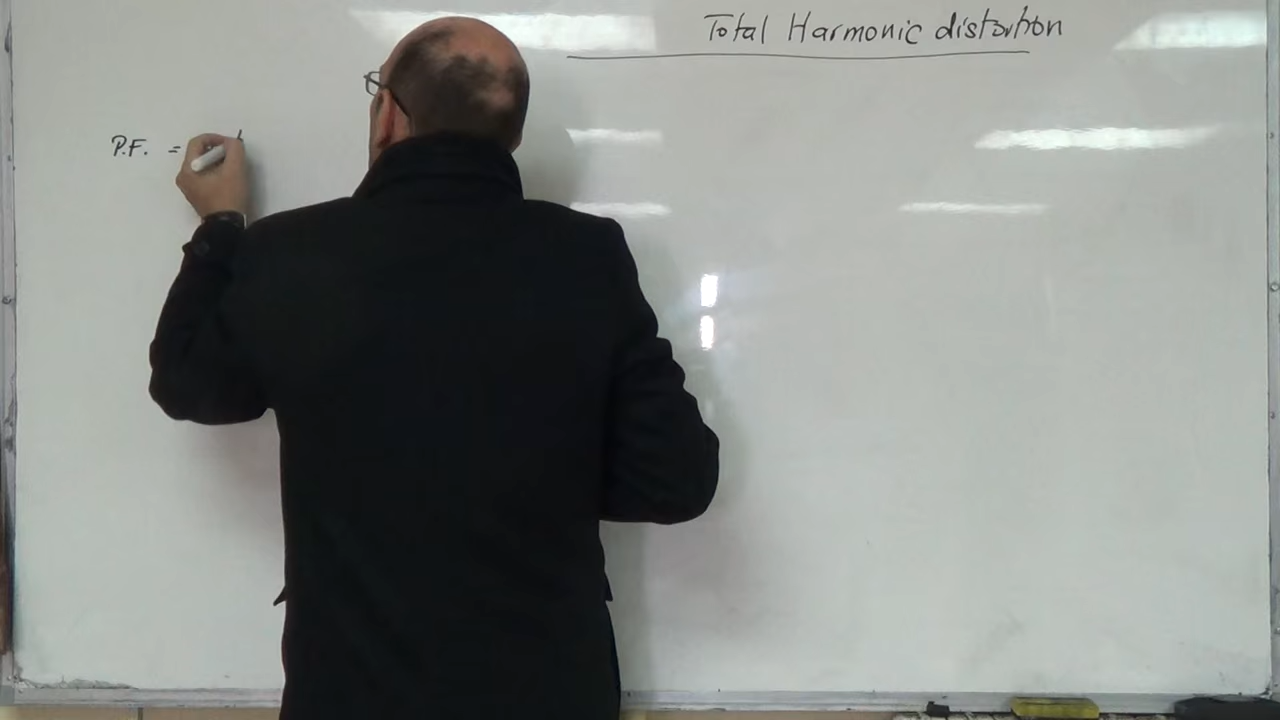 Total Harmonic distortion
P.F. =